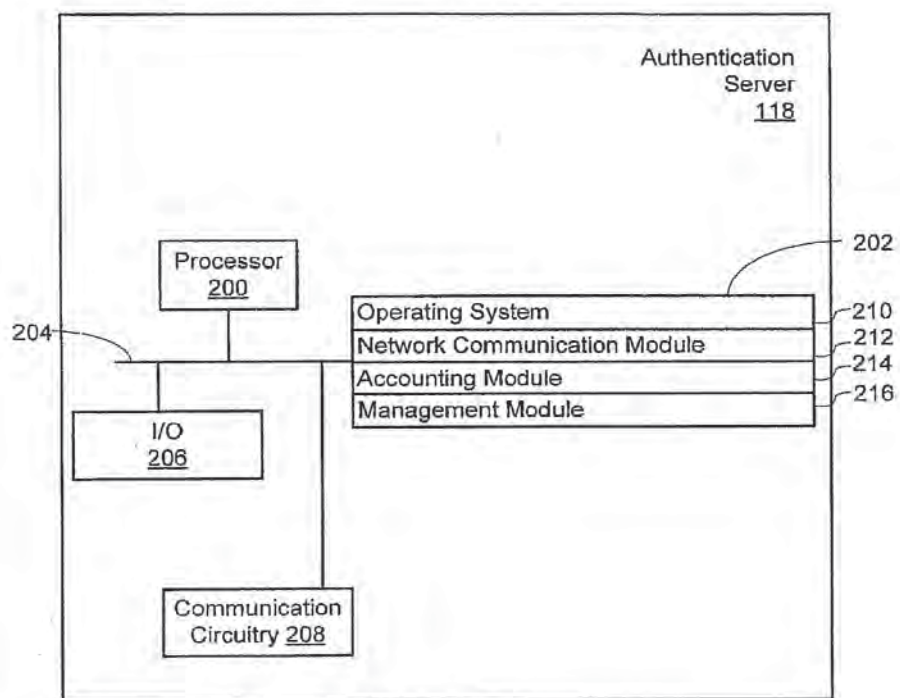 Authentication
Server
118
Processor
200
202
Operating System
210
204
Network Communication Module
212
Accounting Module
214
Management Module
216
I/O
206
Communication
Circuitry 208